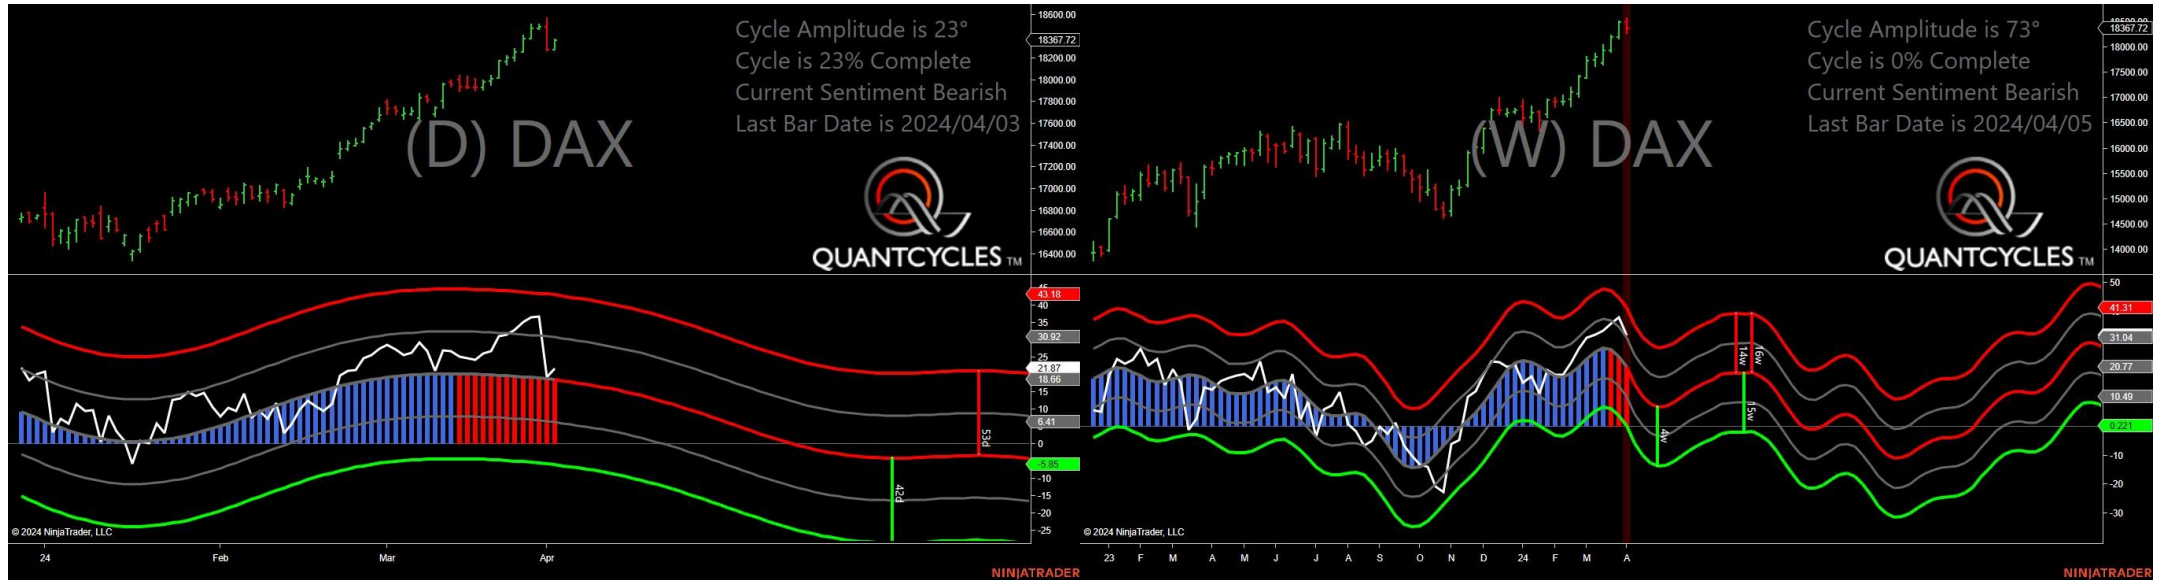 Cycle Amplitude is 23°
Cycle is 23% Complete
Current Sentiment Bearish
Last Bar Date is 2024/04/03
(D) DAX
QUANTCYCLES TM
18600.00
18367.72
18200.00
18000.00
17800.00
17600.00
17400.00
17200.00
17000.00
16800.00
16600.00
16400.00
45
43.18
40
35
30.92
25
21.87
18.66
15
10
6.41
0
-5.85
-10
-15
-20
-25
53d
42d
© 2024 NinjaTrader, LLC
24
Feb
Mar
Apr
NINJATRADER
Cycle Amplitude is 73°
Cycle is 0% Complete
Current Sentiment Bearish
Last Bar Date is 2024/04/05
(W) DAX
QUANTCYCLES TM
18367.72
18000.00
17500.00
17000.00
16500.00
16000.00
15500.00
15000.00
14500.00
14000.00
50
41.31
31.04
20.77
10.49
0.221
-10
-20
-30
4w
14w
16w
15w
© 2024 NinjaTrader, LLC
23
F
M
A
M
J
J
A
S
O
N
D
24
F
M
A
NINJATRADER